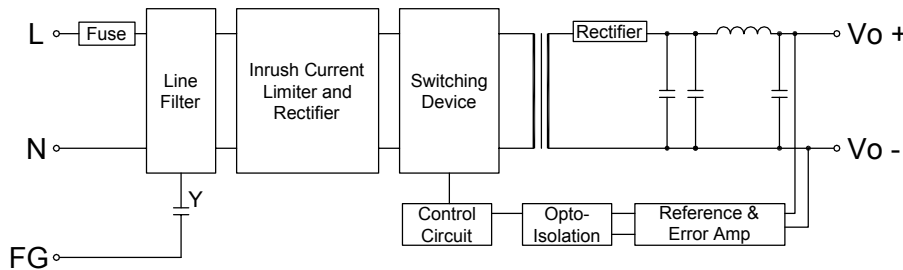 L
Fuse
Line
Filter
Inrush Current
Limiter and
Rectifier
Switching
Device
Rectifier
Vo +
N
Vo -
Y
FG
Control
Circuit
Opto-
Isolation
Reference &
Error Amp